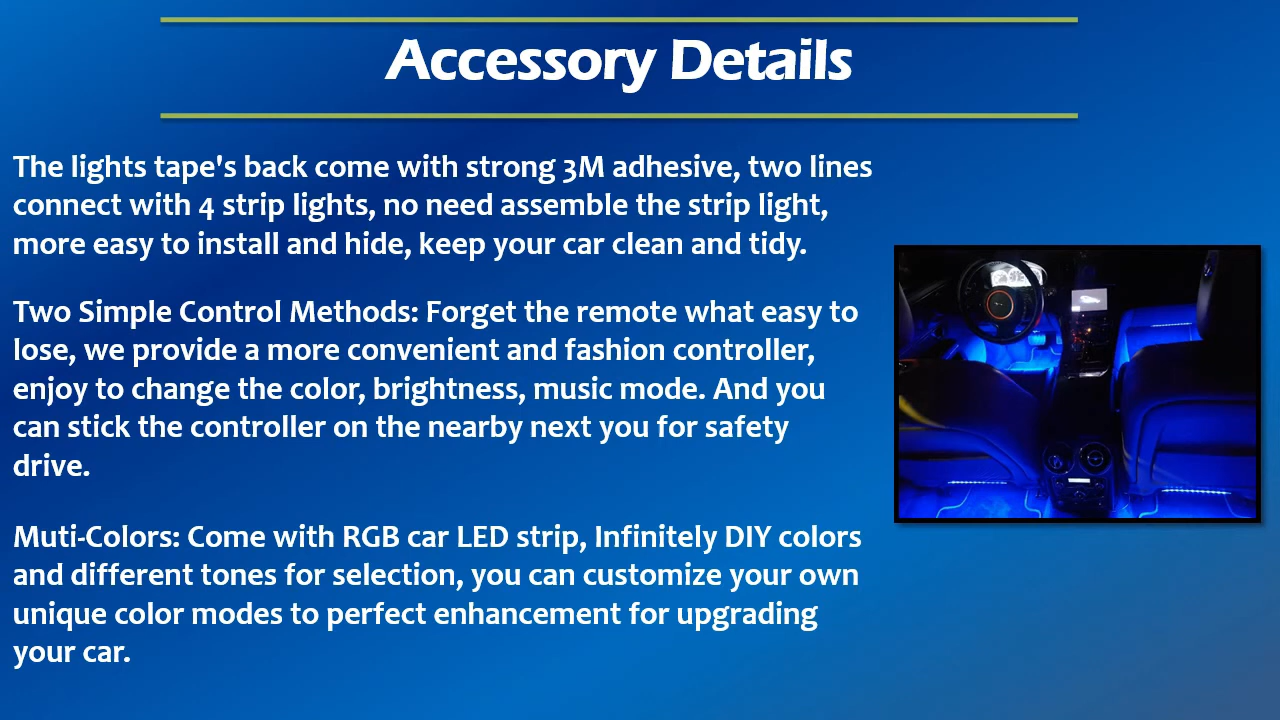 Accessory Details
The lights tape's back come with strong 3M adhesive, two lines
connect with 4 strip lights, no need assemble the strip light,
more easy to install and hide, keep your car clean and tidy.
Two Simple Control Methods: Forget the remote what easy to
lose, we provide a more convenient and fashion controller,
enjoy to change the color, brightness, music mode. And you
can stick the controller on the nearby next you for safety
drive.
Muti-Colors: Come with RGB car LED strip, Infinitely DIY colors
and different tones for selection, you can customize your own
unique color modes to perfect enhancement for upgrading
your car.